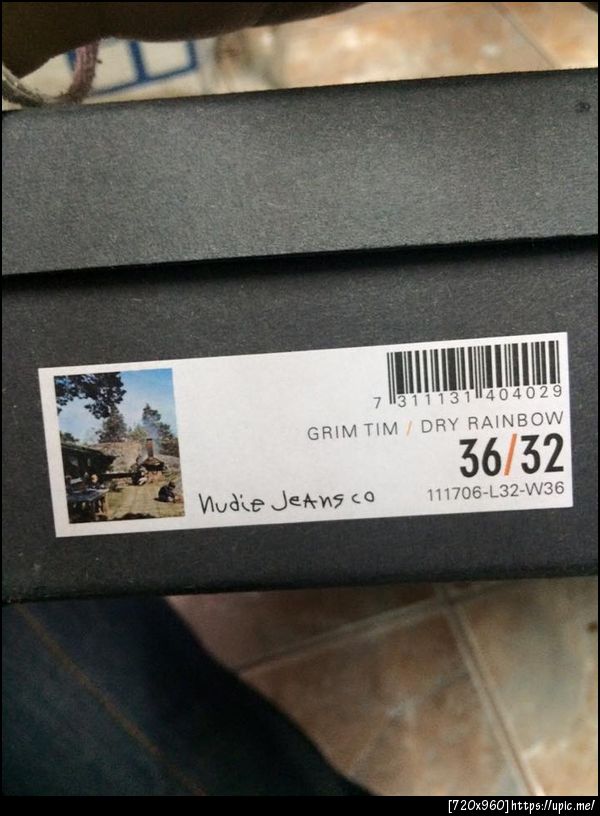 7 311131 404029
GRIM TIM / DRY RAINBOW
36/32
111706-L32-W36
Nudie Jeans co
[720x960] https://upic.me/